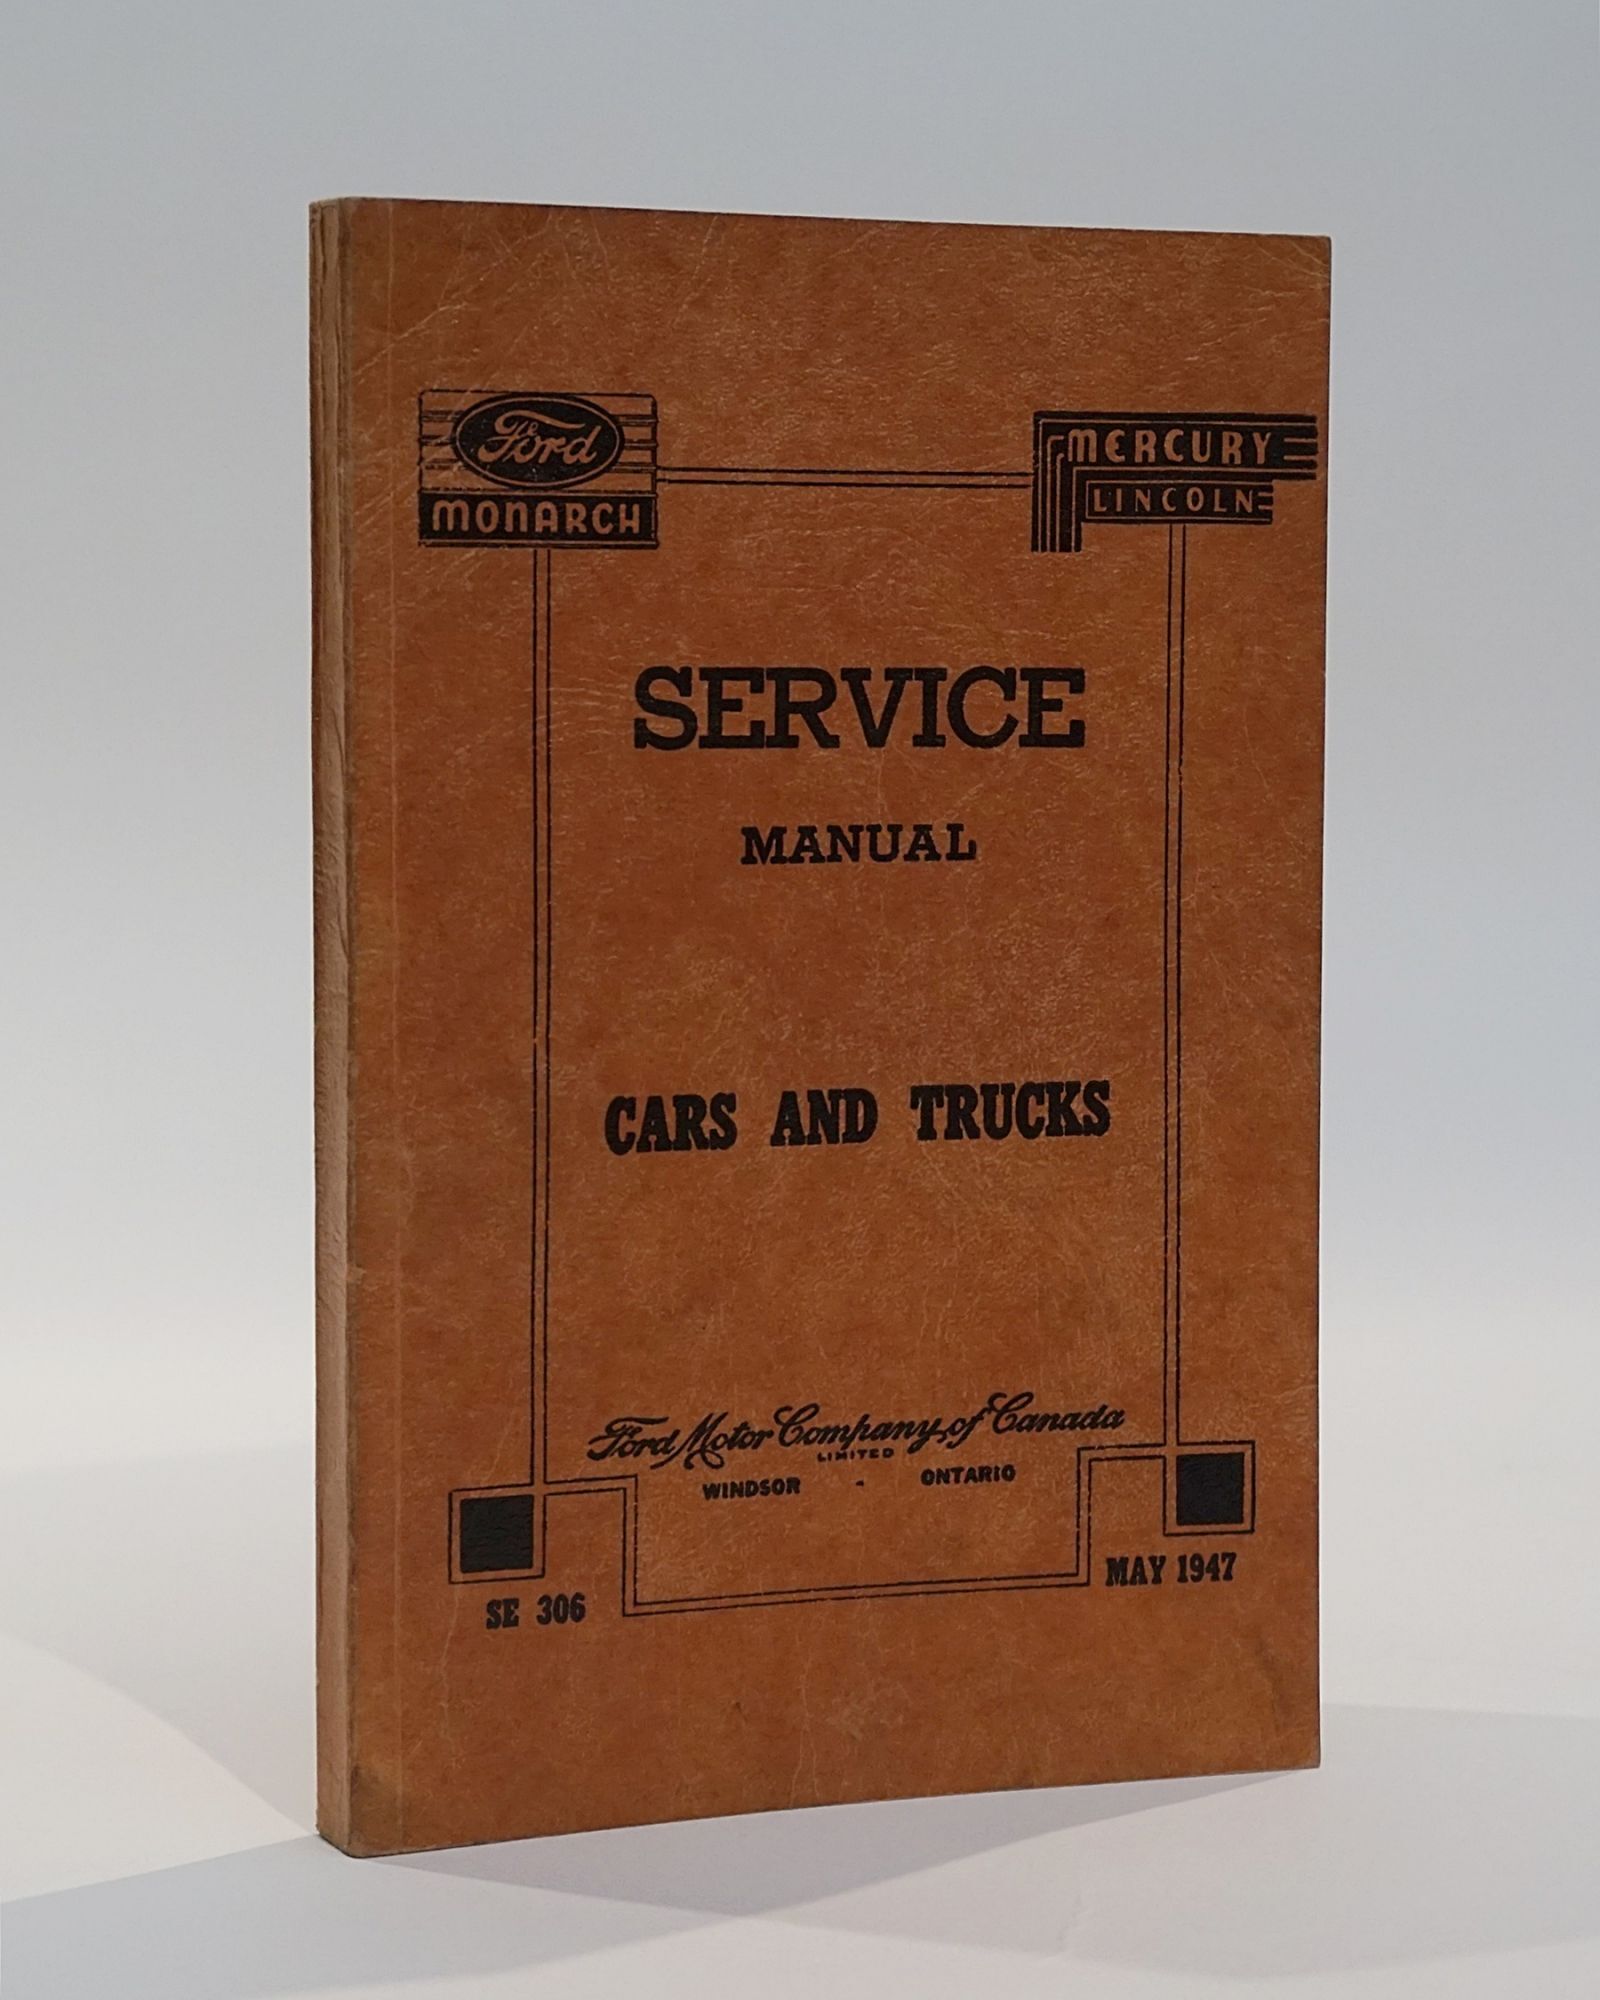 Ford
MONARCH
MERCURY
LINCOLN
SERVICE
MANUAL
CARS AND TRUCKS
Ford Motor Company of Canada
LIMITED
WINDSOR - ONTARIO
SE 306
MAY 1947